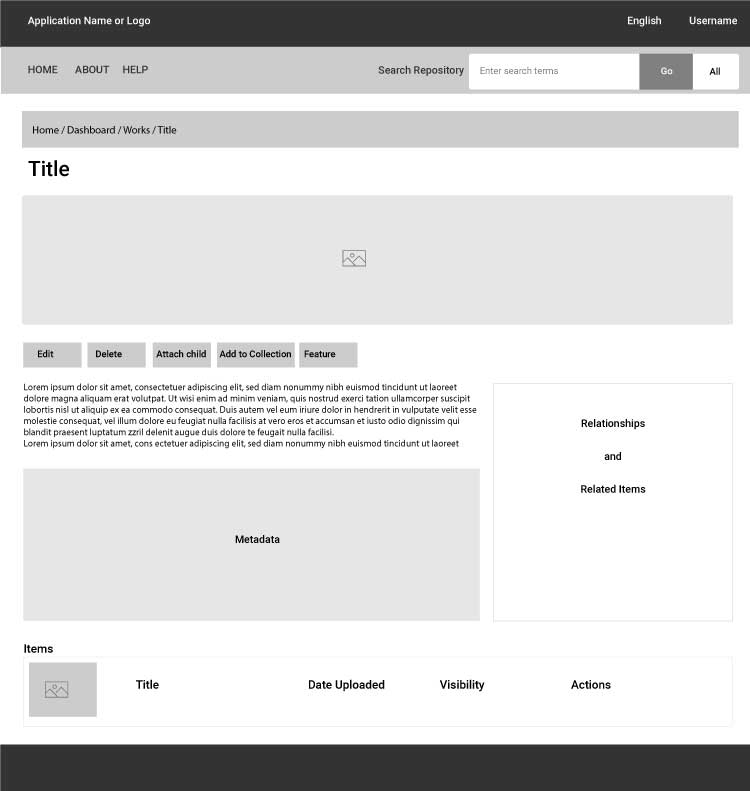 Application Name or Logo English Username
HOME ABOUT HELP Search Repository Enter search terms Go All
Home / Dashboard / Works / Title
Title
Edit Delete Attach child Add to Collection Feature
Lorem ipsum dolor sit amet, consectetuer adipiscing elit, sed diam nonummy nibh euismod tincidunt ut laoreet
dolore magna aliquam erat volutpat. Ut wisi enim ad minim veniam, quis nostrud exerci tation ullamcorper suscipit
lobortis nisl ut aliquip ex ea commodo consequat. Duis autem vel eum iriure dolor in hendrerit in vulputate velit esse
molestie consequat, vel illum dolore eu feugiat nulla facilisis at vero eros et accumsan et iusto odio dignissim qui
blandit praesent luptatum zzril delenit augue duis dolore te feugait nulla facilisi.
Lorem ipsum dolor sit amet, cons ectetuer adipiscing elit, sed diam nonummy nibh euismod tincidunt ut laoreet
Relationships
and
Related Items
Metadata
Items
Title Date Uploaded Visibility Actions